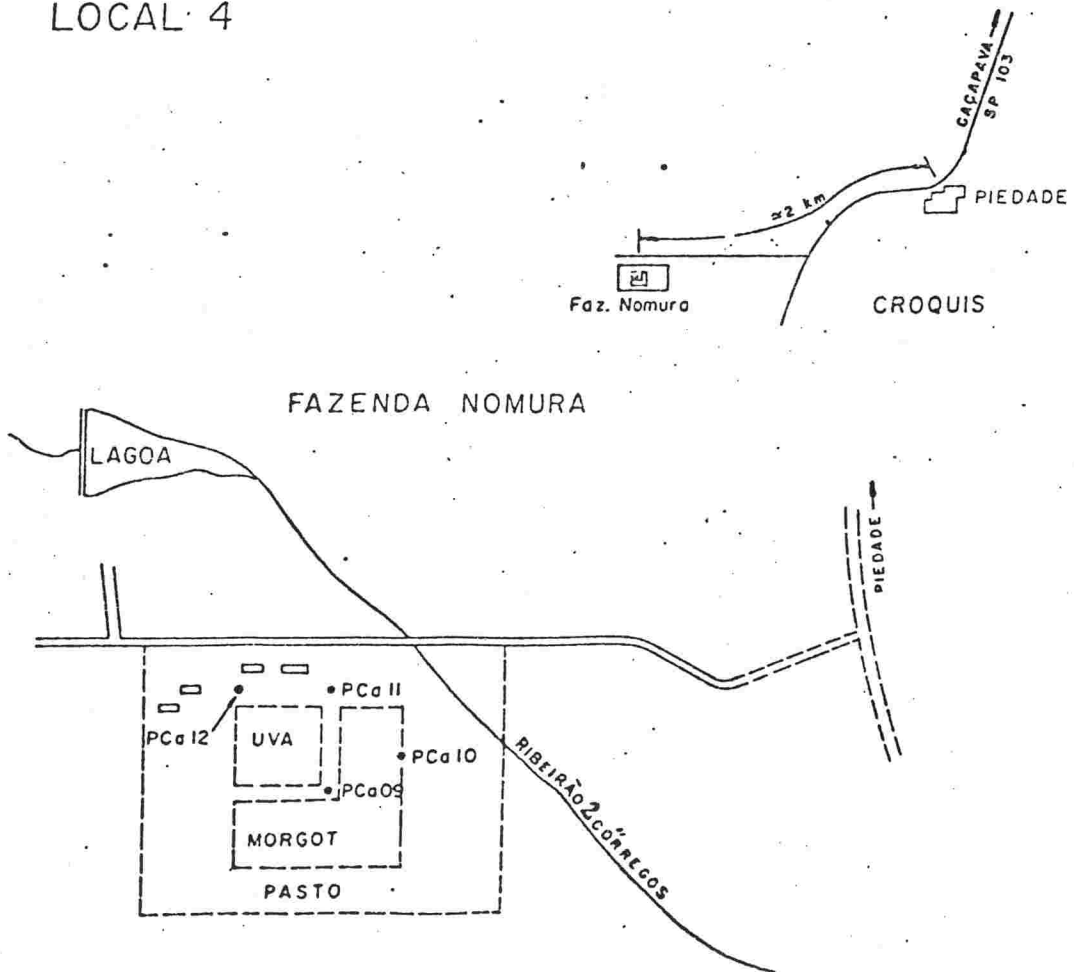 LOCAL 4
CAÇAPAVA
SP 103
≃2 km
PIEDADE
Faz. Nomura
CROQUIS
FAZENDA NOMURA
LAGOA
PIEDADE
PCa 11
PCa 12
UVA
PCa 10
PCa 09
RIBEIRÃO 2 CÓRREGOS
MORGOT
PASTO